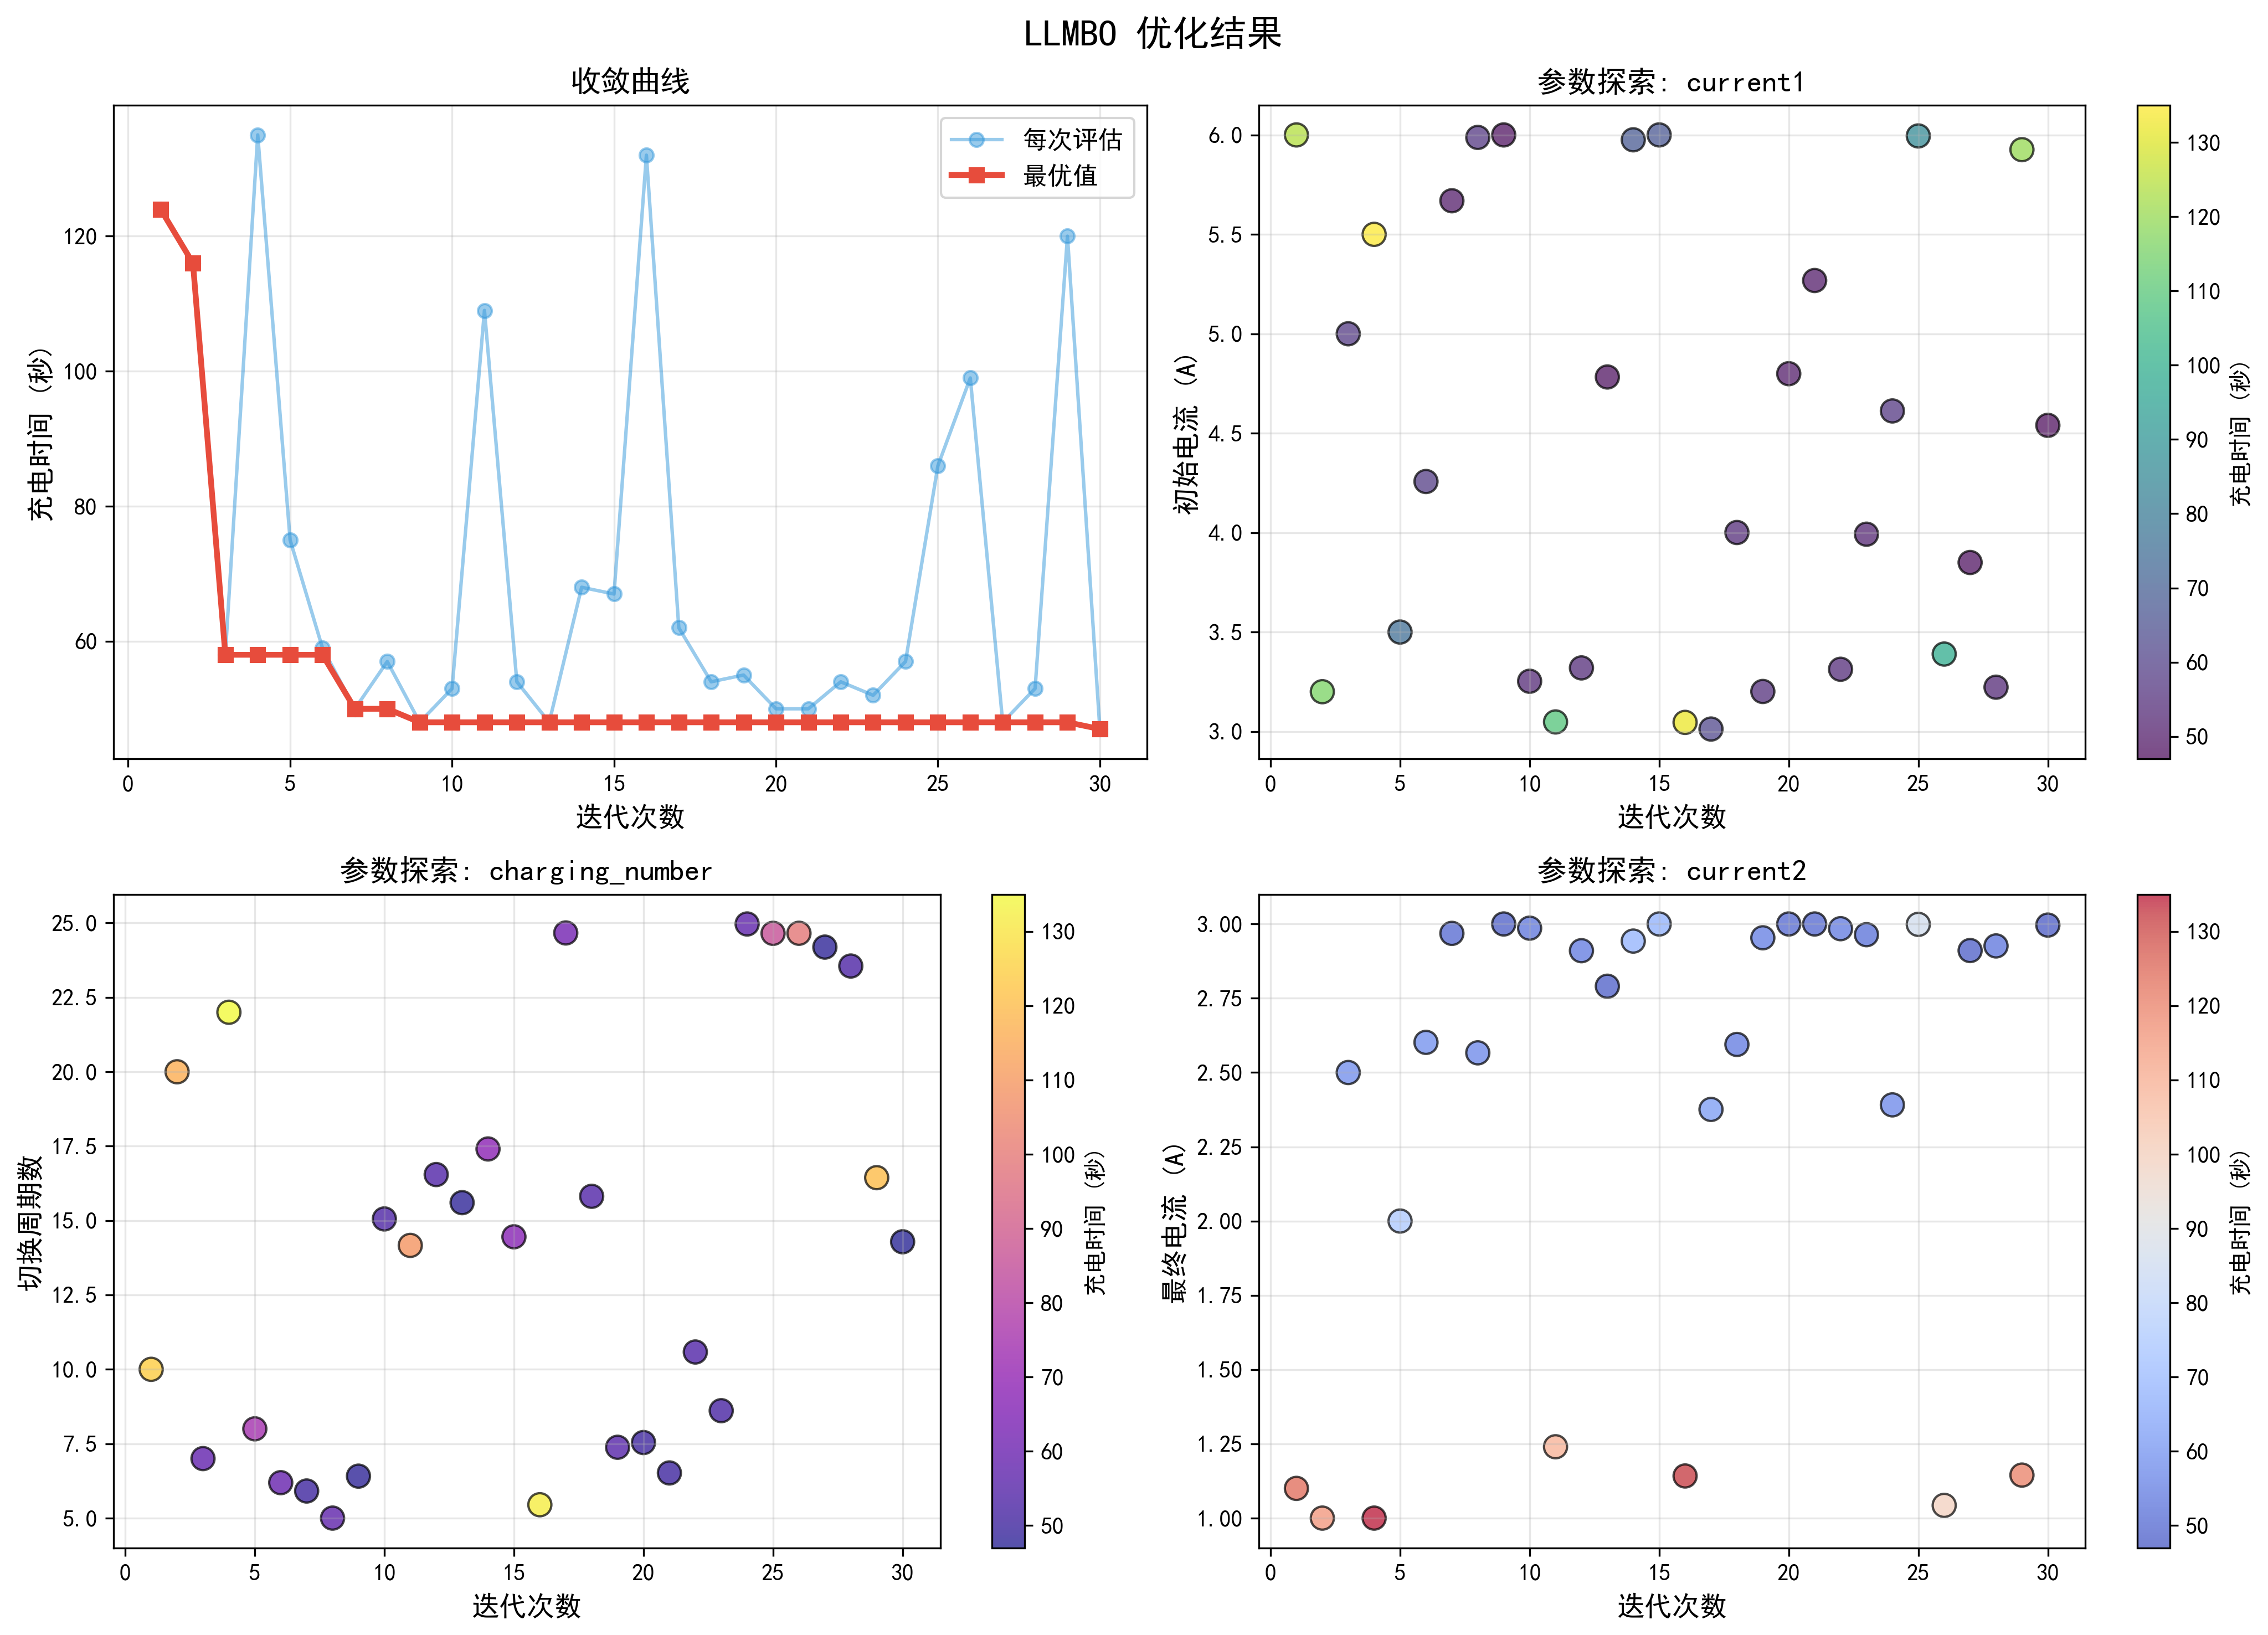 LLMBO 优化结果
收敛曲线
充电时间 (秒)
120
100
80
60
每次评估
最优值
0 5 10 15 20 25 30
迭代次数
参数探索: current1
初始电流 (A)
6.0
5.5
5.0
4.5
4.0
3.5
3.0
0 5 10 15 20 25 30
迭代次数
130
120
110
100
90
80
70
60
50
充电时间 (秒)
参数探索: charging_number
切换周期数
25.0
22.5
20.0
17.5
15.0
12.5
10.0
7.5
5.0
0 5 10 15 20 25 30
迭代次数
130
120
110
100
90
80
70
60
50
充电时间 (秒)
参数探索: current2
最终电流 (A)
3.00
2.75
2.50
2.25
2.00
1.75
1.50
1.25
1.00
0 5 10 15 20 25 30
迭代次数
130
120
110
100
90
80
70
60
50
充电时间 (秒)